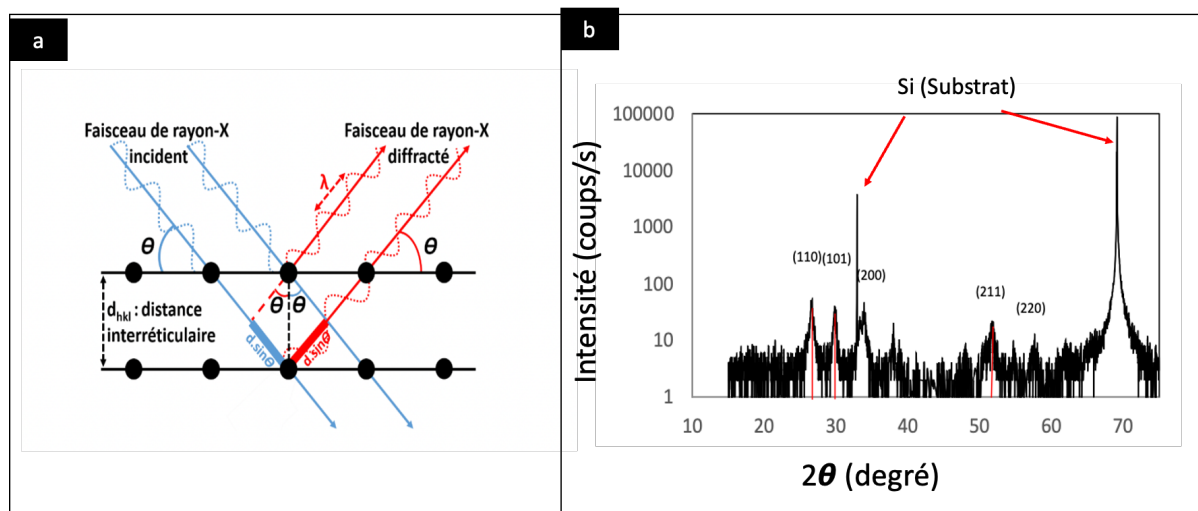 a
Faisceau de rayon-X
incident
Faisceau de rayon-X
diffracté
λ
θ
θ
θ
θ
d_hkl : distance
interréticulaire
d.sinθ
d.sinθ
b
Si (Substrat)
Intensité (coups/s)
100000
10000
1000
100
10
1
(110)
(101)
(200)
(211)
(220)
10
20
30
40
50
60
70
2θ (degré)